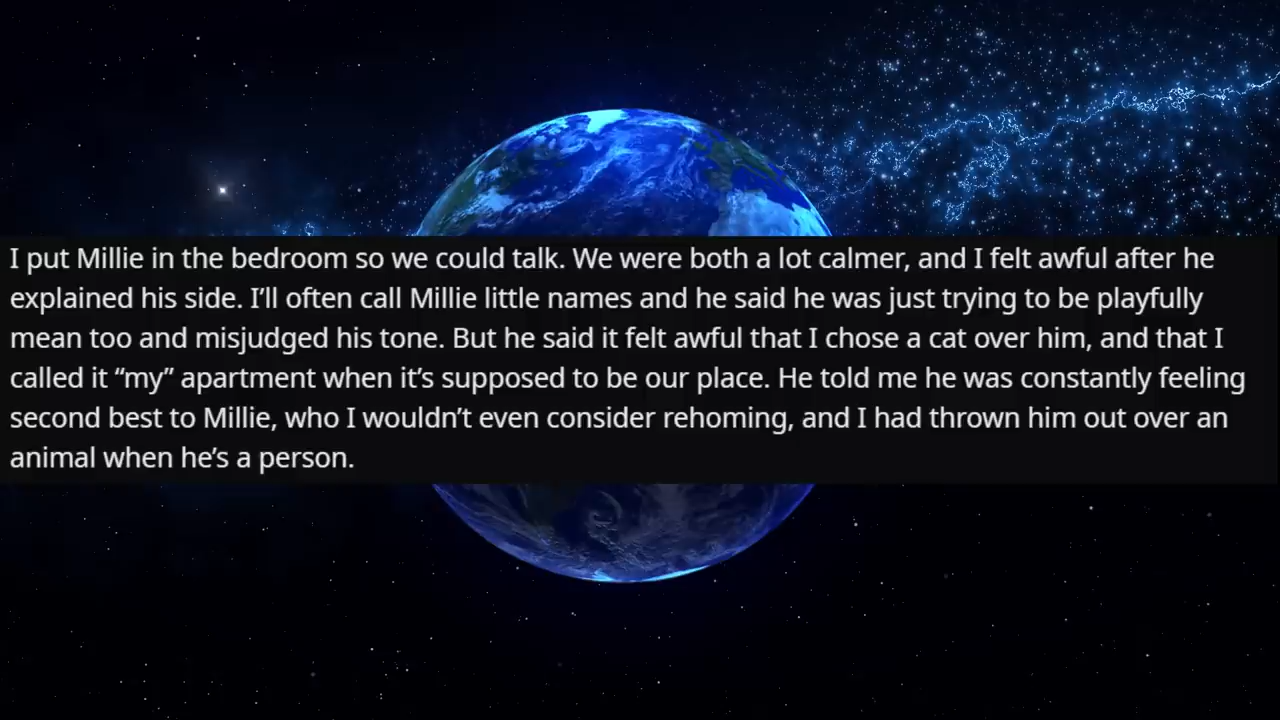 I put Millie in the bedroom so we could talk. We were both a lot calmer, and I felt awful after he
explained his side. I’ll often call Millie little names and he said he was just trying to be playfully
mean too and misjudged his tone. But he said it felt awful that I chose a cat over him, and that I
called it “my” apartment when it’s supposed to be our place. He told me he was constantly feeling
second best to Millie, who I wouldn’t even consider rehoming, and I had thrown him out over an
animal when he’s a person.